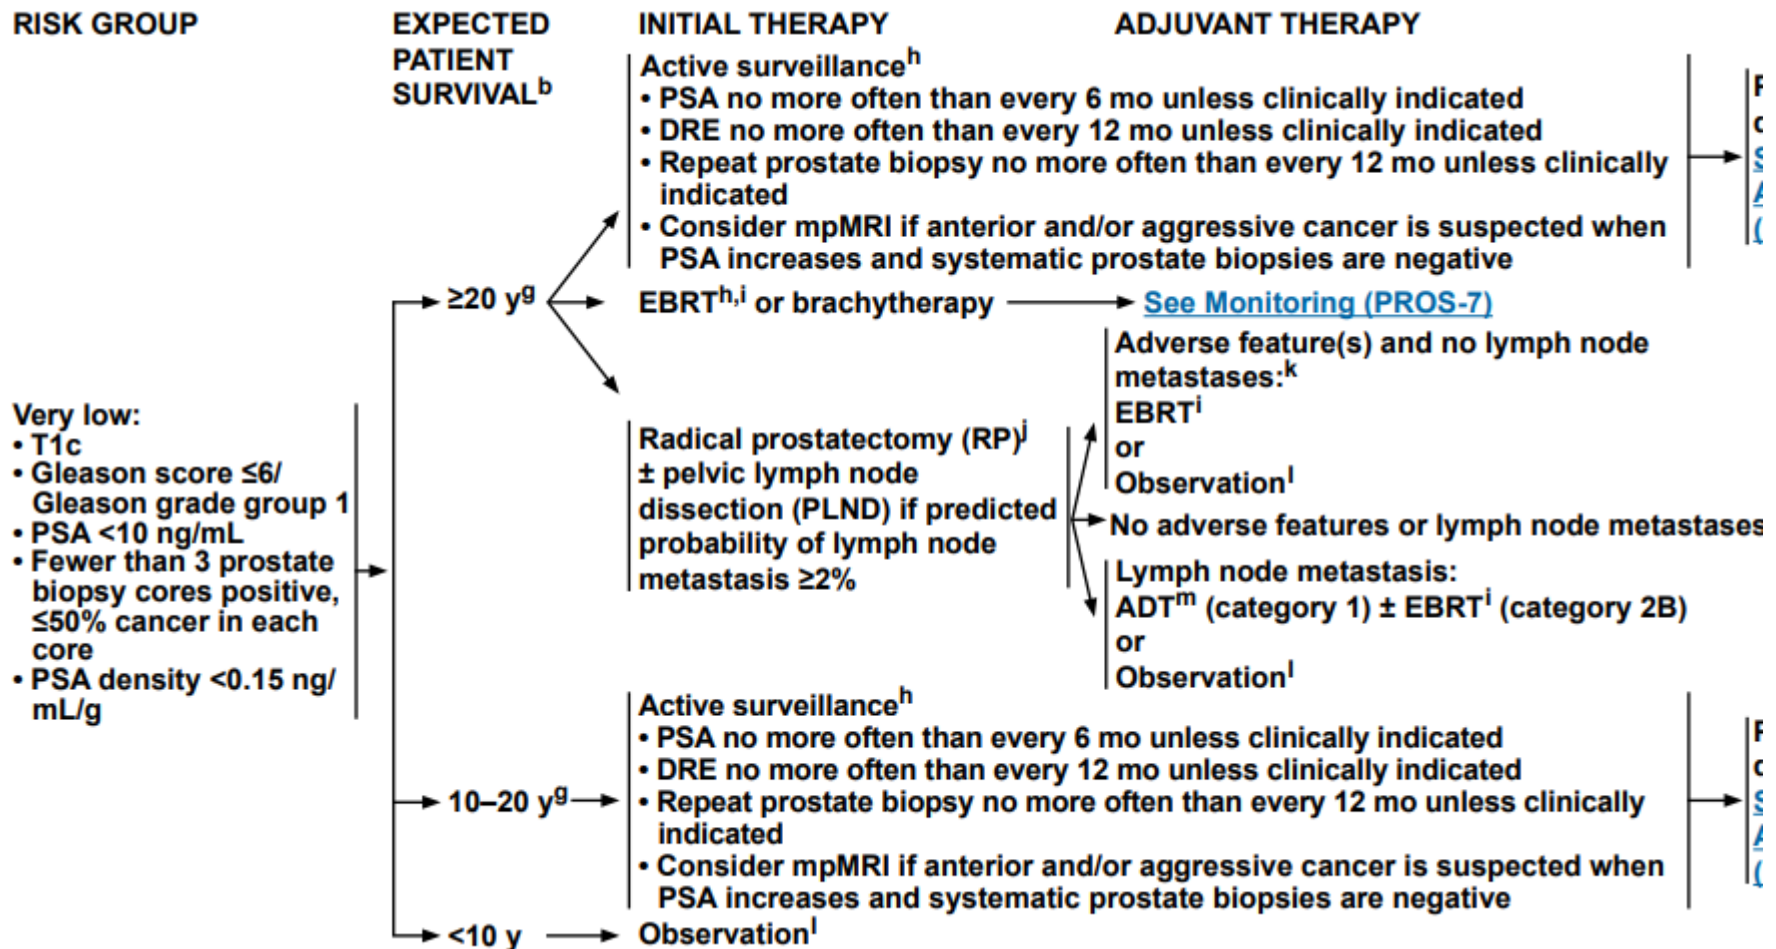 RISK GROUP
EXPECTED
PATIENT
SURVIVALb
INITIAL THERAPY
ADJUVANT THERAPY
Very low:
• T1c
• Gleason score ≤6/
Gleason grade group 1
• PSA <10 ng/mL
• Fewer than 3 prostate
biopsy cores positive,
≤50% cancer in each
core
• PSA density <0.15 ng/
mL/g
≥20 yg
Active surveillanceh
• PSA no more often than every 6 mo unless clinically indicated
• DRE no more often than every 12 mo unless clinically indicated
• Repeat prostate biopsy no more often than every 12 mo unless clinically
indicated
• Consider mpMRI if anterior and/or aggressive cancer is suspected when
PSA increases and systematic prostate biopsies are negative
EBRTh,i or brachytherapy
See Monitoring (PROS-7)
Radical prostatectomy (RP)j
± pelvic lymph node
dissection (PLND) if predicted
probability of lymph node
metastasis ≥2%
Adverse feature(s) and no lymph node
metastases:k
EBRTi
or
Observationl
No adverse features or lymph node metastases
Lymph node metastasis:
ADTm (category 1) ± EBRTi (category 2B)
or
Observationl
10–20 yg
Active surveillanceh
• PSA no more often than every 6 mo unless clinically indicated
• DRE no more often than every 12 mo unless clinically indicated
• Repeat prostate biopsy no more often than every 12 mo unless clinically
indicated
• Consider mpMRI if anterior and/or aggressive cancer is suspected when
PSA increases and systematic prostate biopsies are negative
<10 y
Observationl